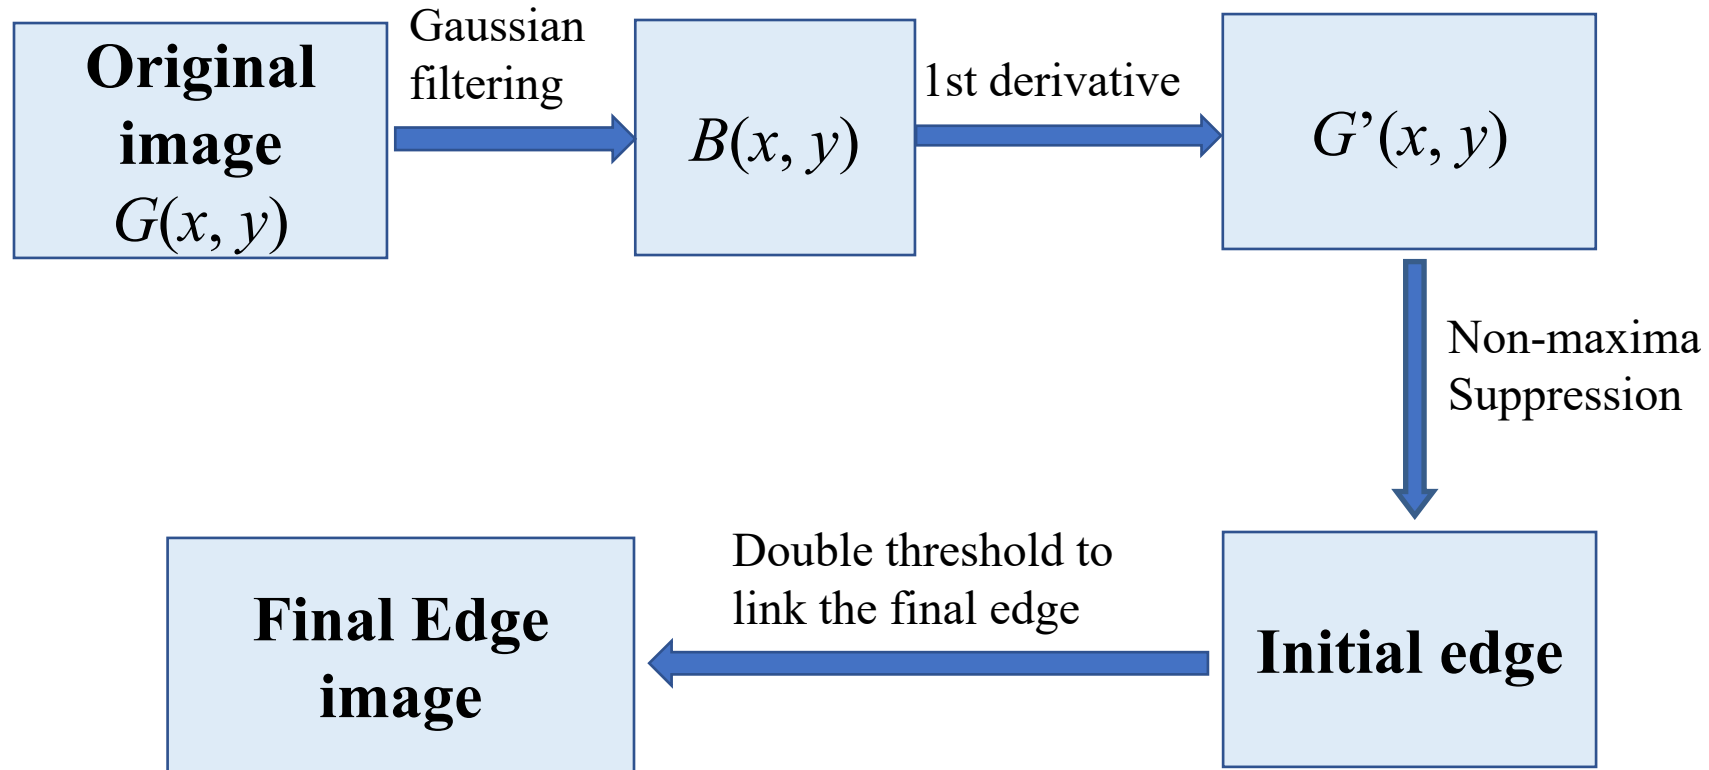 Original
image
G(x, y)
Gaussian
filtering
B(x, y)
1st derivative
G’(x, y)
Non-maxima
Suppression
Initial edge
Double threshold to
link the final edge
Final Edge
image